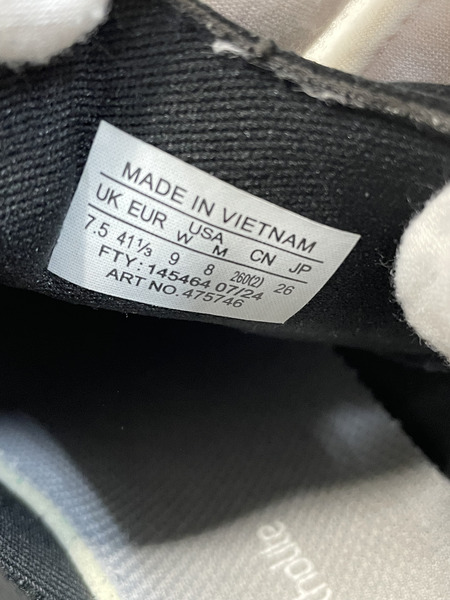 MADE IN VIETNAM
UK EUR USA CN JP
W M
7.5 41⅓ 9 8 260(2) 26
FTY: 145464 07/24
ART NO. 475746